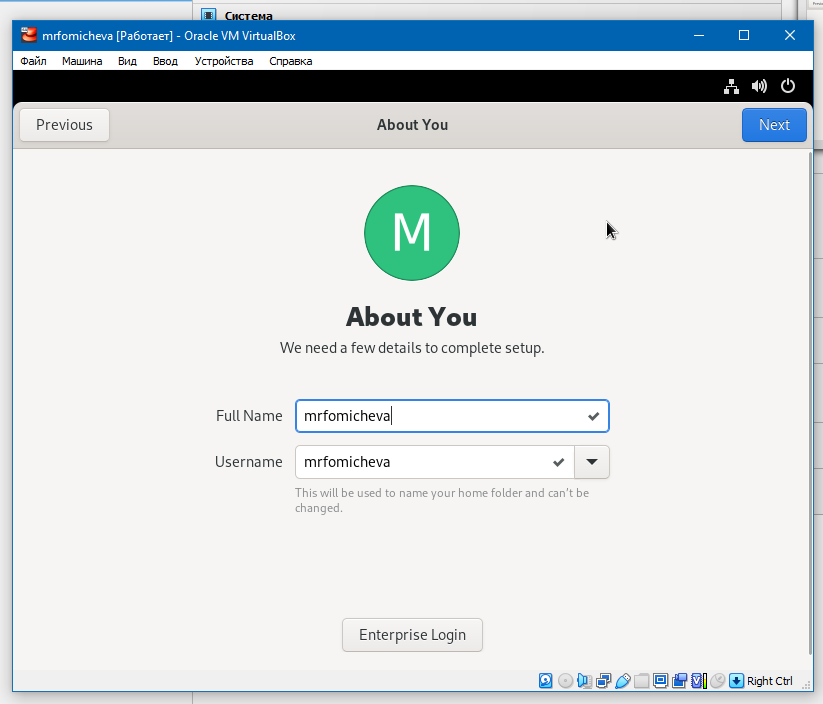 Система
mrfomicheva [Работает] - Oracle VM VirtualBox
Файл Машина Вид Ввод Устройства Справка
Previous About You Next
M
About You
We need a few details to complete setup.
Full Name mrfomicheva
Username mrfomicheva
This will be used to name your home folder and can't be
changed.
Enterprise Login
Right Ctrl